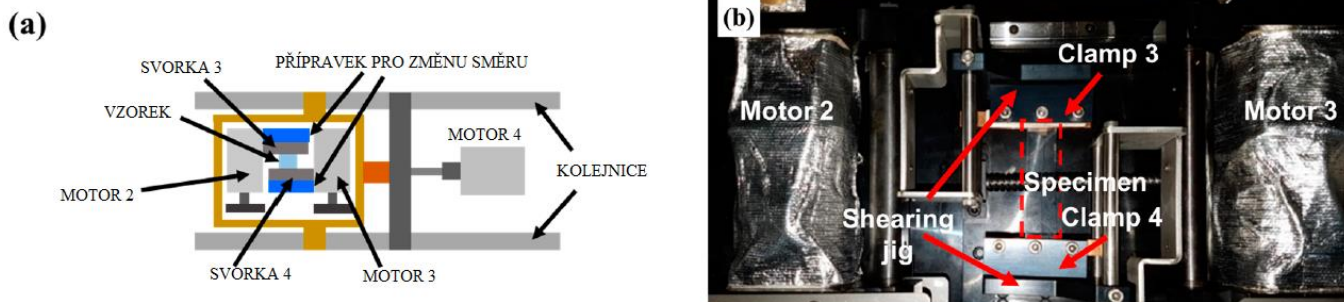 (a)
SVORKA 3
PŘÍPRAVEK PRO ZMĚNU SMĚRU
VZOREK
MOTOR 4
KOLEJNICE
MOTOR 2
SVORKA 4
MOTOR 3
(b)
Clamp 3
Motor 2
Motor 3
Specimen
Shearing
jig
Clamp 4